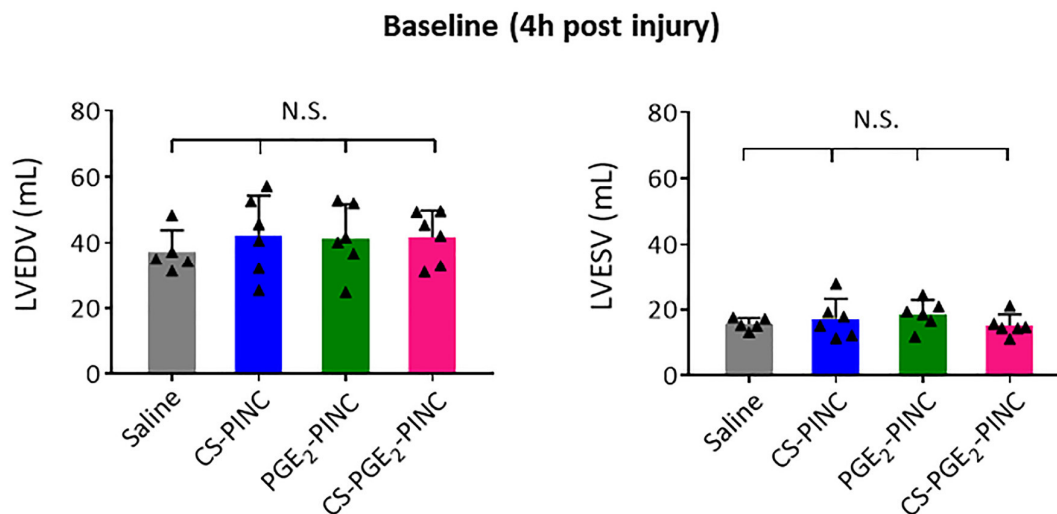 Baseline (4h post injury)
LVEDV (mL)
80
60
40
20
0
N.S.
Saline
CS-PINC
PGE₂-PINC
CS-PGE₂-PINC
LVESV (mL)
80
60
40
20
0
N.S.
Saline
CS-PINC
PGE₂-PINC
CS-PGE₂-PINC